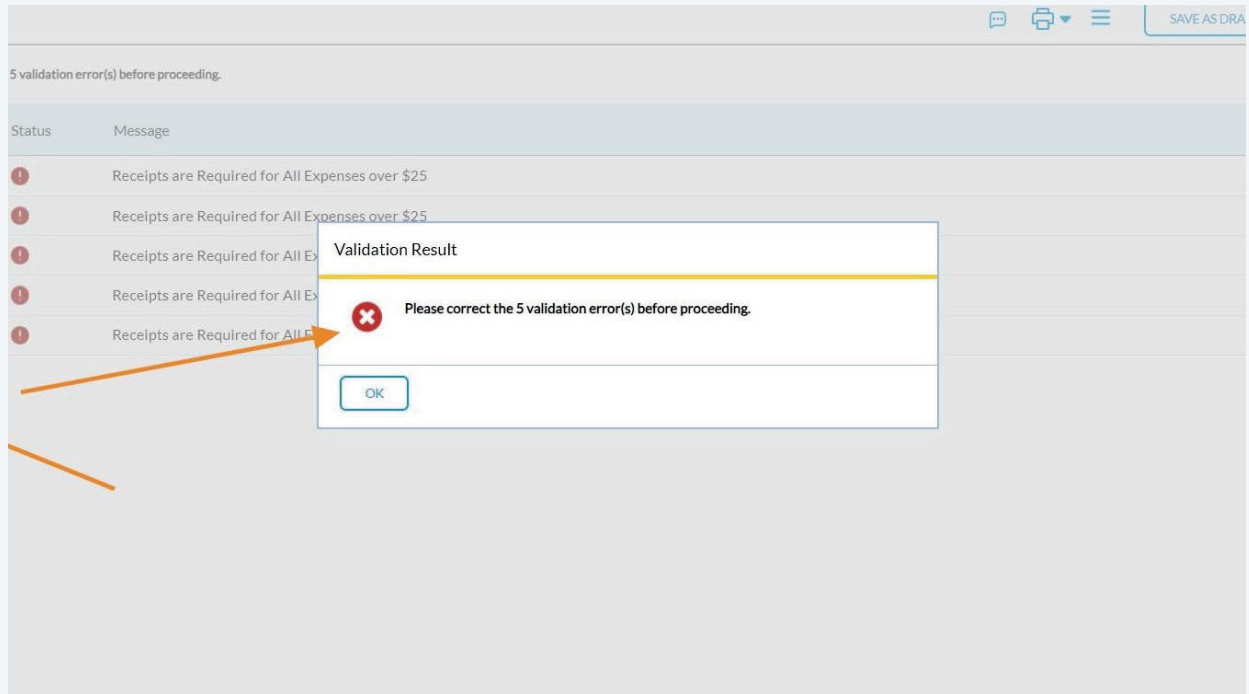 SAVE AS DRA
5 validation error(s) before proceeding.
Status Message
Receipts are Required for All Expenses over $25
Receipts are Required for All Expenses over $25
Receipts are Required for All Ex
Receipts are Required for All Ex
Receipts are Required for All E
Validation Result
Please correct the 5 validation error(s) before proceeding.
OK